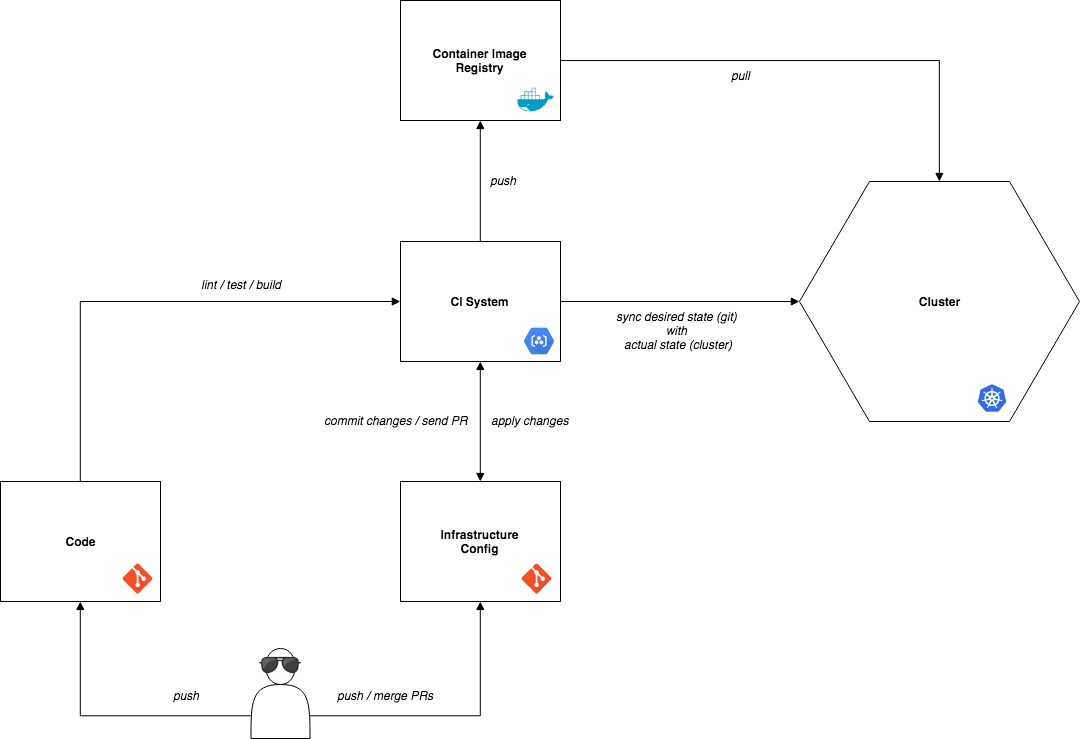 Container Image
Registry
pull
push
lint / test / build
CI System
Cluster
sync desired state (git)
with
actual state (cluster)
commit changes / send PR
apply changes
Code
Infrastructure
Config
push
push / merge PRs